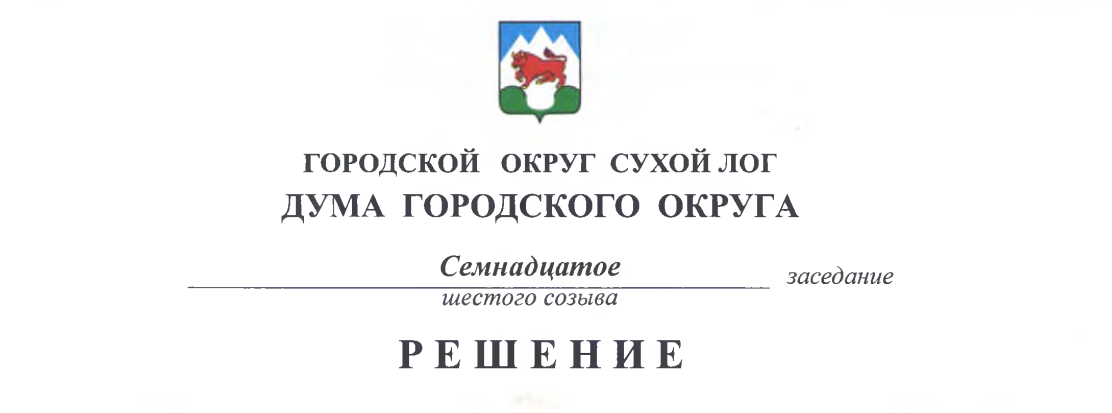 ГОРОДСКОЙ ОКРУГ СУХОЙ ЛОГ
ДУМА ГОРОДСКОГО ОКРУГА
Семнадцатое заседание
шестого созыва
РЕШЕНИЕ